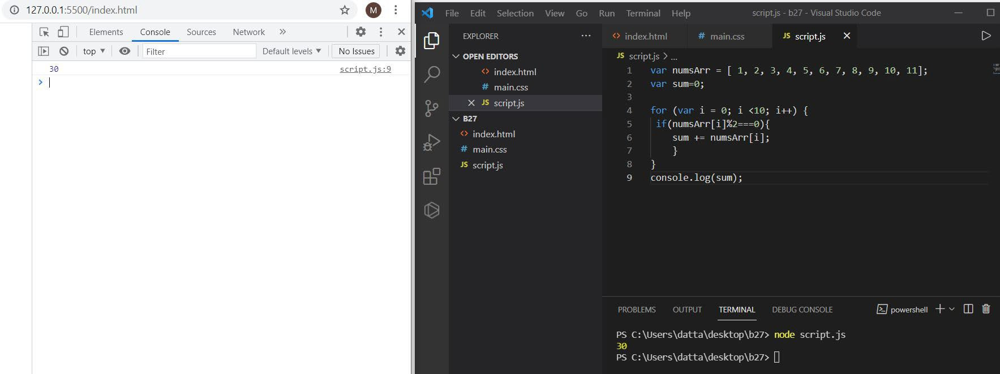 127.0.0.1:5500/index.html
M
Elements Console Sources Network
top Filter Default levels No Issues
30 script.js:9
File Edit Selection View Go Run Terminal Help script.js - b27 - Visual Studio Code
EXPLORER
OPEN EDITORS
index.html
main.css
JS script.js
B27
index.html
main.css
JS script.js
index.html # main.css JS script.js
JS script.js > ...
1 var numsArr = [ 1, 2, 3, 4, 5, 6, 7, 8, 9, 10, 11];
2 var sum=0;
3
4 for (var i = 0; i <10; i++) {
5 if(numsArr[i]%2===0){
6 sum += numsArr[i];
7 }
8 }
9 console.log(sum);
PROBLEMS OUTPUT TERMINAL DEBUG CONSOLE powershell
PS C:\Users\datta\desktop\b27> node script.js
30
PS C:\Users\datta\desktop\b27>